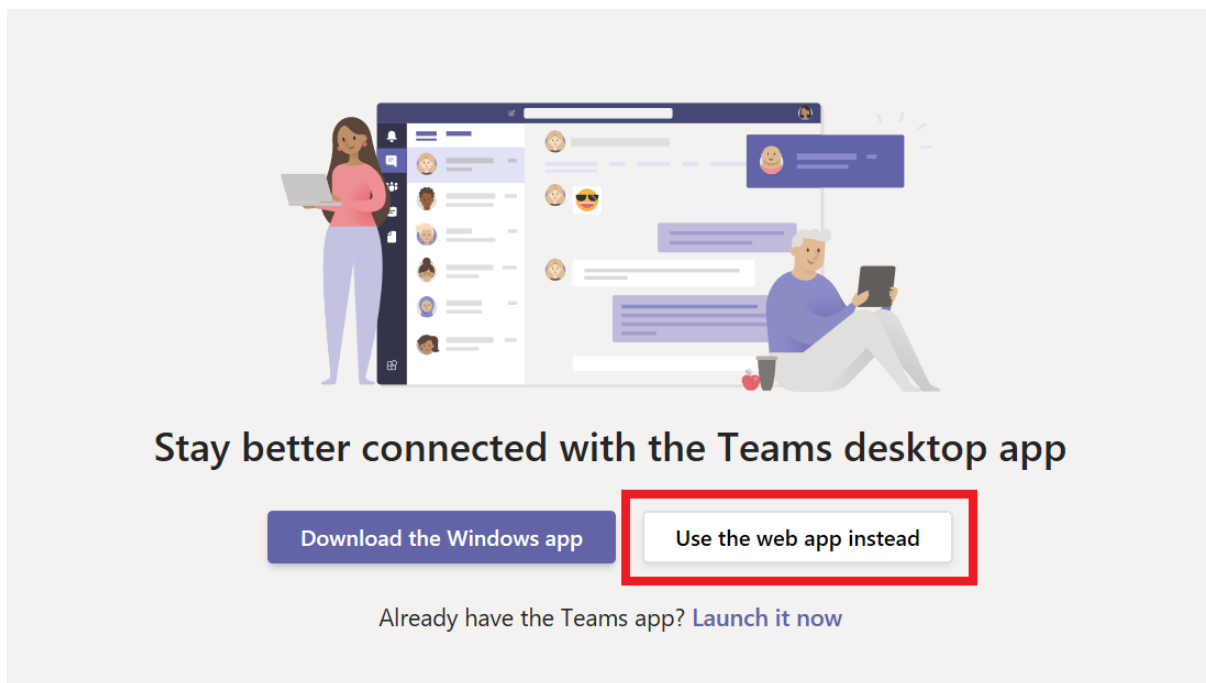 Stay better connected with the Teams desktop app
Download the Windows app
Use the web app instead
Already have the Teams app? Launch it now